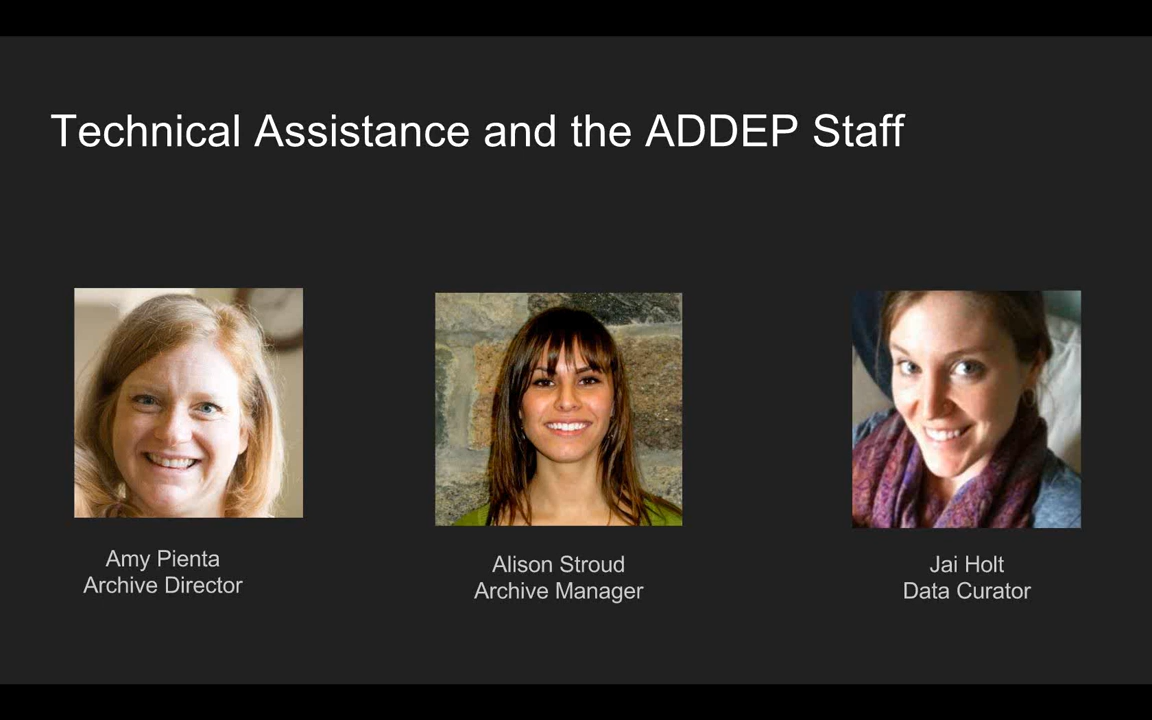 Technical Assistance and the ADDEP Staff
Amy Pienta
Archive Director
Alison Stroud
Archive Manager
Jai Holt
Data Curator